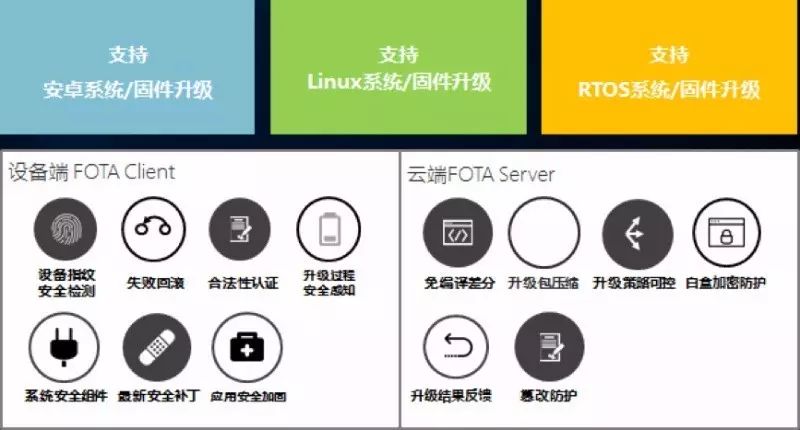 支持
安卓系统/固件升级
支持
Linux系统/固件升级
支持
RTOS系统/固件升级
设备端 FOTA Client
设备指纹
安全检测
失败回滚
合法性认证
升级过程
安全感知
系统安全组件
最新安全补丁
应用安全加固
云端FOTA Server
免编译差分
升级包压缩
升级策略可控
白盒加密防护
升级结果反馈
篡改防护